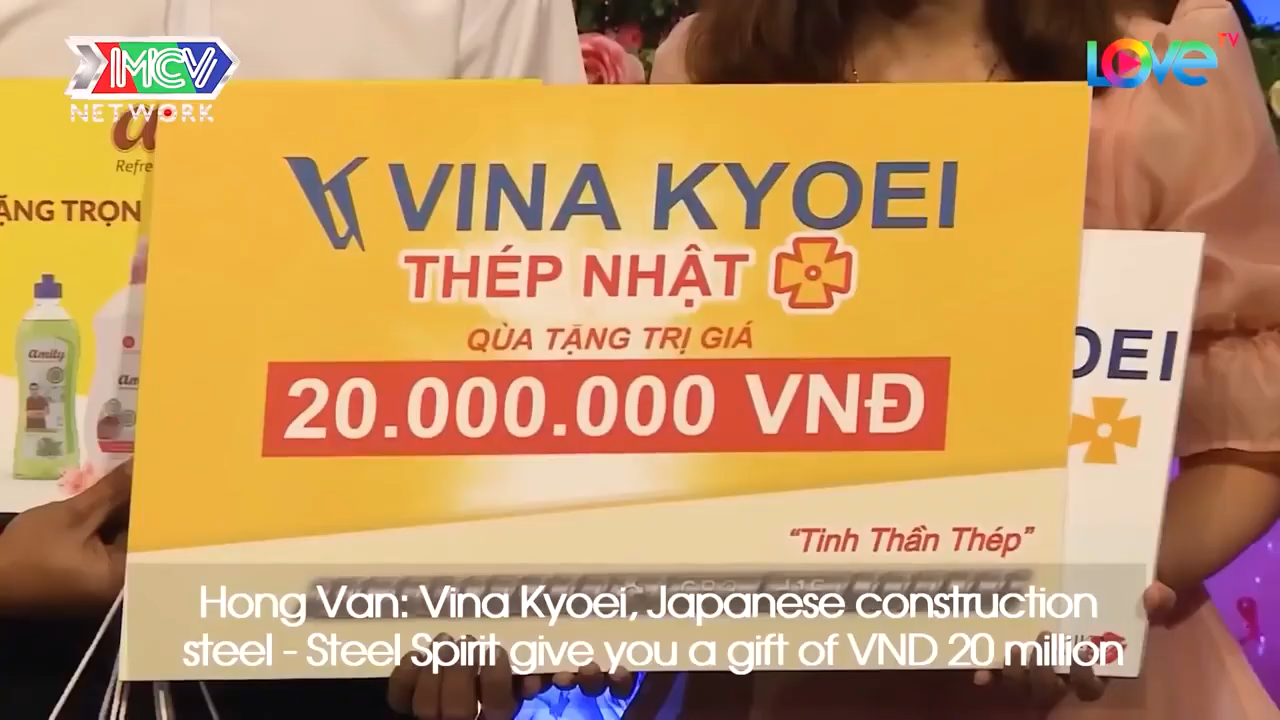 MCV
NETWORK
LOVE TV
Refre
ẶNG TRỌN
amity
am
VINA KYOEI
THÉP NHẬT
QÙA TẶNG TRỊ GIÁ
20.000.000 VNĐ
OEI
“Tinh Thần Thép”
Hong Van: Vina Kyoei, Japanese construction
steel - Steel Spirit give you a gift of VND 20 million